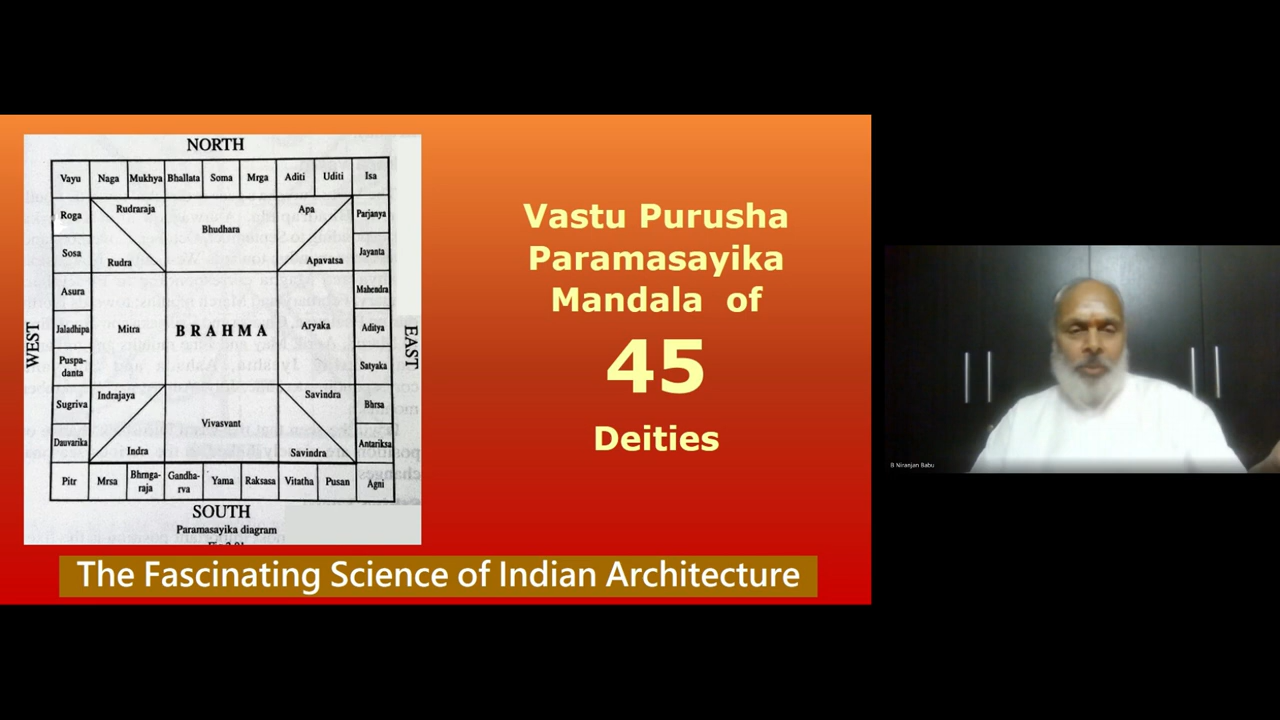 NORTH
Vayu Naga Mukhya Bhallata Soma Mrga Aditi Uditi Isa
Roga Rudraraja Bhudhara Apa Parjanya
Sosa Rudra Apavatsa Jayanta
Asura Mahendra
WEST Jaladhipa Mitra BRAHMA Aryaka Aditya EAST
Puspa-
danta Satyaka
Sugriva Indrajaya Vivasvant Savindra Bhrsa
Dauvarika Indra Savindra Antariksa
Pitr Mrsa Bhrnga-
raja Gandha-
rva Yama Raksasa Vitatha Pusan Agni
SOUTH
Paramasayika diagram
Vastu Purusha
Paramasayika
Mandala of
45
Deities
The Fascinating Science of Indian Architecture
B Niranjan Babu